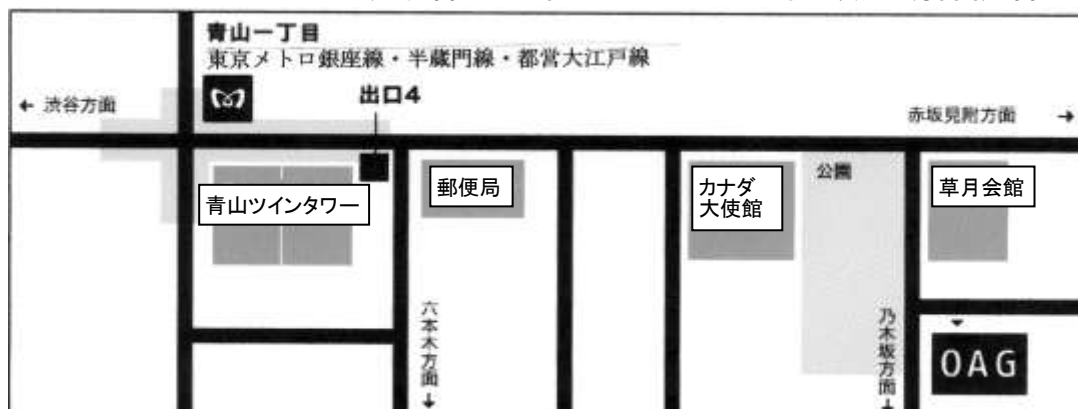 青山一丁目
東京メトロ銀座線・半蔵門線・都営大江戸線
出口4
← 渋谷方面
赤坂見附方面 →
青山ツインタワー
郵便局
カナダ
大使館
公園
草月会館
六本木方面↓
乃木坂方面↓
OAG